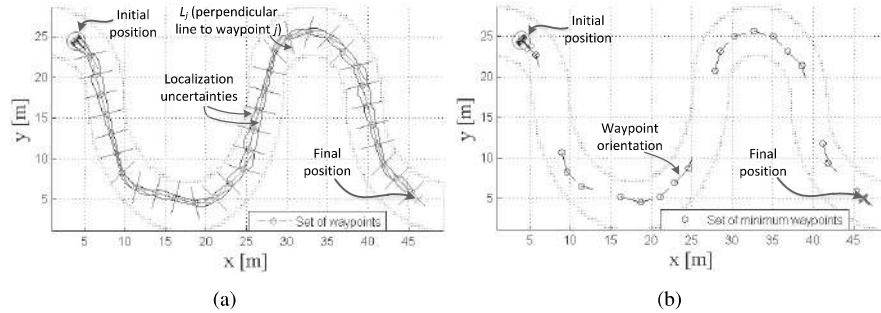 Initial
position
L_j (perpendicular
line to waypoint j)
Localization
uncertainties
Final
position
Set of waypoints
y [m]
25
20
15
10
5
5
10
15
20
25
30
35
40
45
x [m]
(a)
Initial
position
Waypoint
orientation
Final
position
Set of minimum waypoints
y [m]
25
20
15
10
5
5
10
15
20
25
30
35
40
45
x [m]
(b)